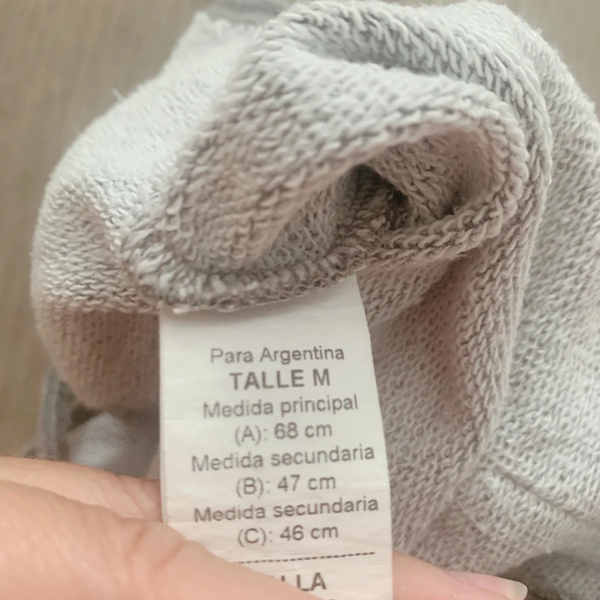 Para Argentina
TALLE M
Medida principal
(A): 68 cm
Medida secundaria
(B): 47 cm
Medida secundaria
(C): 46 cm